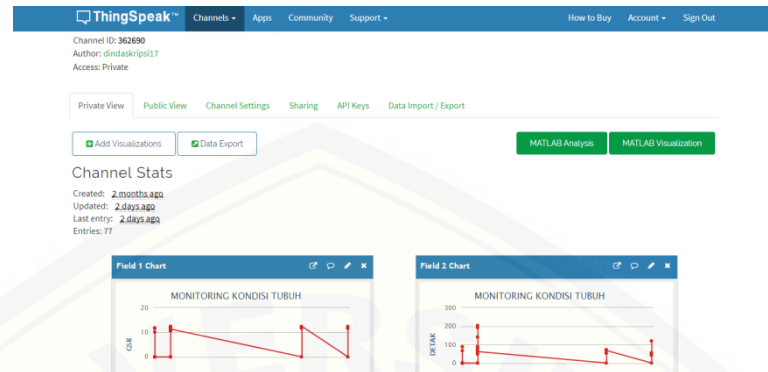 ThingSpeak™ Channels Apps Community Support How to Buy Account Sign Out
Channel ID: 362690
Author: dindaskripsi17
Access: Private
Private View Public View Channel Settings Sharing API Keys Data Import / Export
Add Visualizations Data Export MATLAB Analysis MATLAB Visualization
Channel Stats
Created: 2 months ago
Updated: 2 days ago
Last entry: 2 days ago
Entries: 77
Field 1 Chart
MONITORING KONDISI TUBUH
20
10
0
GSR
Field 2 Chart
MONITORING KONDISI TUBUH
300
200
100
0
DETAK